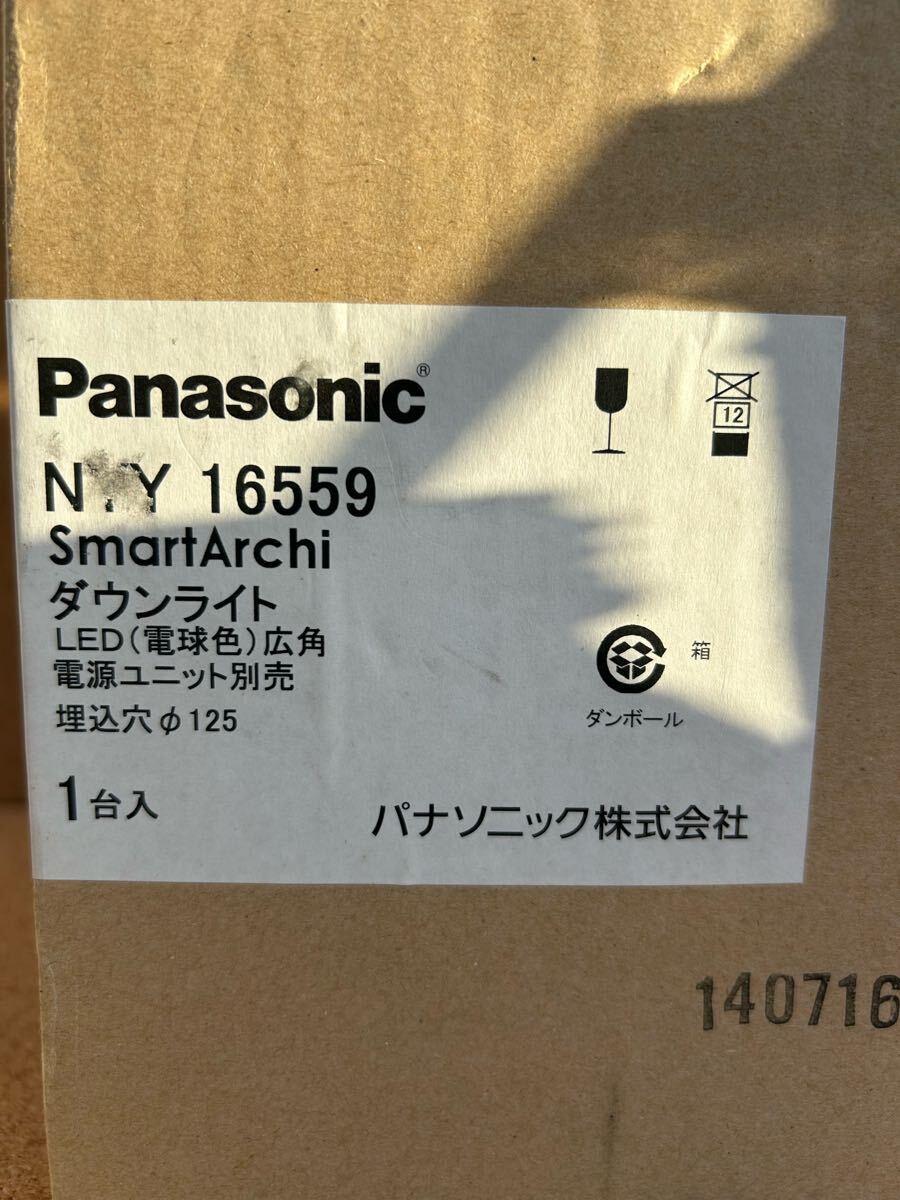 Panasonic®
16559
SmartArchi
ダウンライト
LED（電球色）広角
電源ユニット別売
埋込穴φ125
1台入
12
箱
ダンボール
パナソニック株式会社
140716